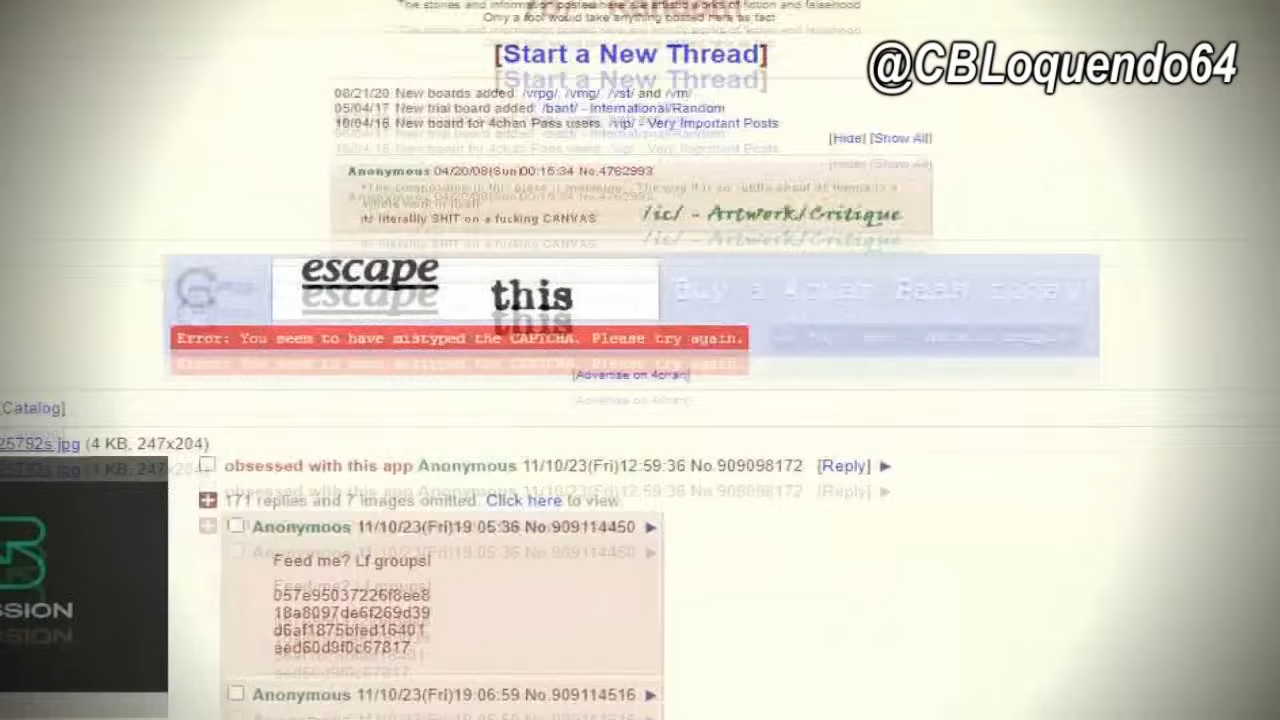 The stories and information posted here are artistic works of fiction and falsehood
Only a fool would take anything posted here as fact
[Start a New Thread]
@CBLoquendo64
08/21/20 New boards added: /vrpg/, /vmg/, /vst/ and /vm/
05/04/17 New trial board added: /bant/ - International/Random
10/04/16 New board for 4chan Pass users: /vip/ - Very Important Posts
[Hide] [Show All]
Anonymous 04/20/08(Sun)00:15:34 No.4762993
its literallly SHIT on a fucking CANVAS
/ic/ - Artwork/Critique
escape
this
Buy a 4chan Pass today
Error: You seem to have mistyped the CAPTCHA. Please try again.
[Advertise on 4chan]
[Catalog]
25792s.jpg (4 KB, 247x204)
obsessed with this app Anonymous 11/10/23(Fri)12:59:36 No.909098172 [Reply] ▶
171 replies and 7 images omitted. Click here to view.
Anonymoos 11/10/23(Fri)19:05:36 No.909114450 ▶
Feed me? Lf groups!
057e95037226f8ee8
18a8097de6f269d39
d6af1875bfed16401
aed60d9f0c67817
SSION
Anonymous 11/10/23(Fri)19:06:59 No.909114516 ▶